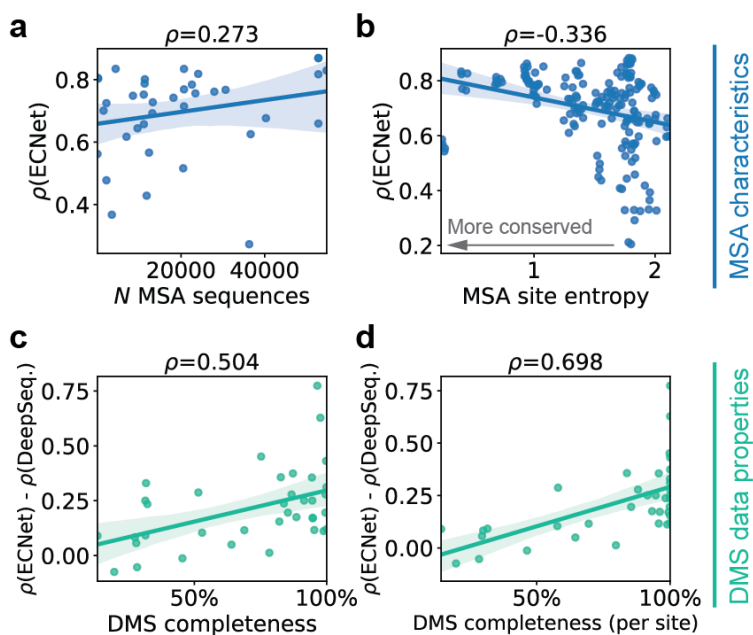 a
ρ=0.273
0.8
0.6
0.4
ρ(ECNet)
20000
40000
N MSA sequences
b
ρ=-0.336
0.8
0.6
0.4
0.2
ρ(ECNet)
More conserved
1
2
MSA site entropy
MSA characteristics
c
ρ=0.504
0.75
0.50
0.25
0.00
ρ(ECNet) - ρ(DeepSeq.)
50%
100%
DMS completeness
d
ρ=0.698
0.75
0.50
0.25
0.00
ρ(ECNet) - ρ(DeepSeq.)
50%
100%
DMS completeness (per site)
DMS data properties